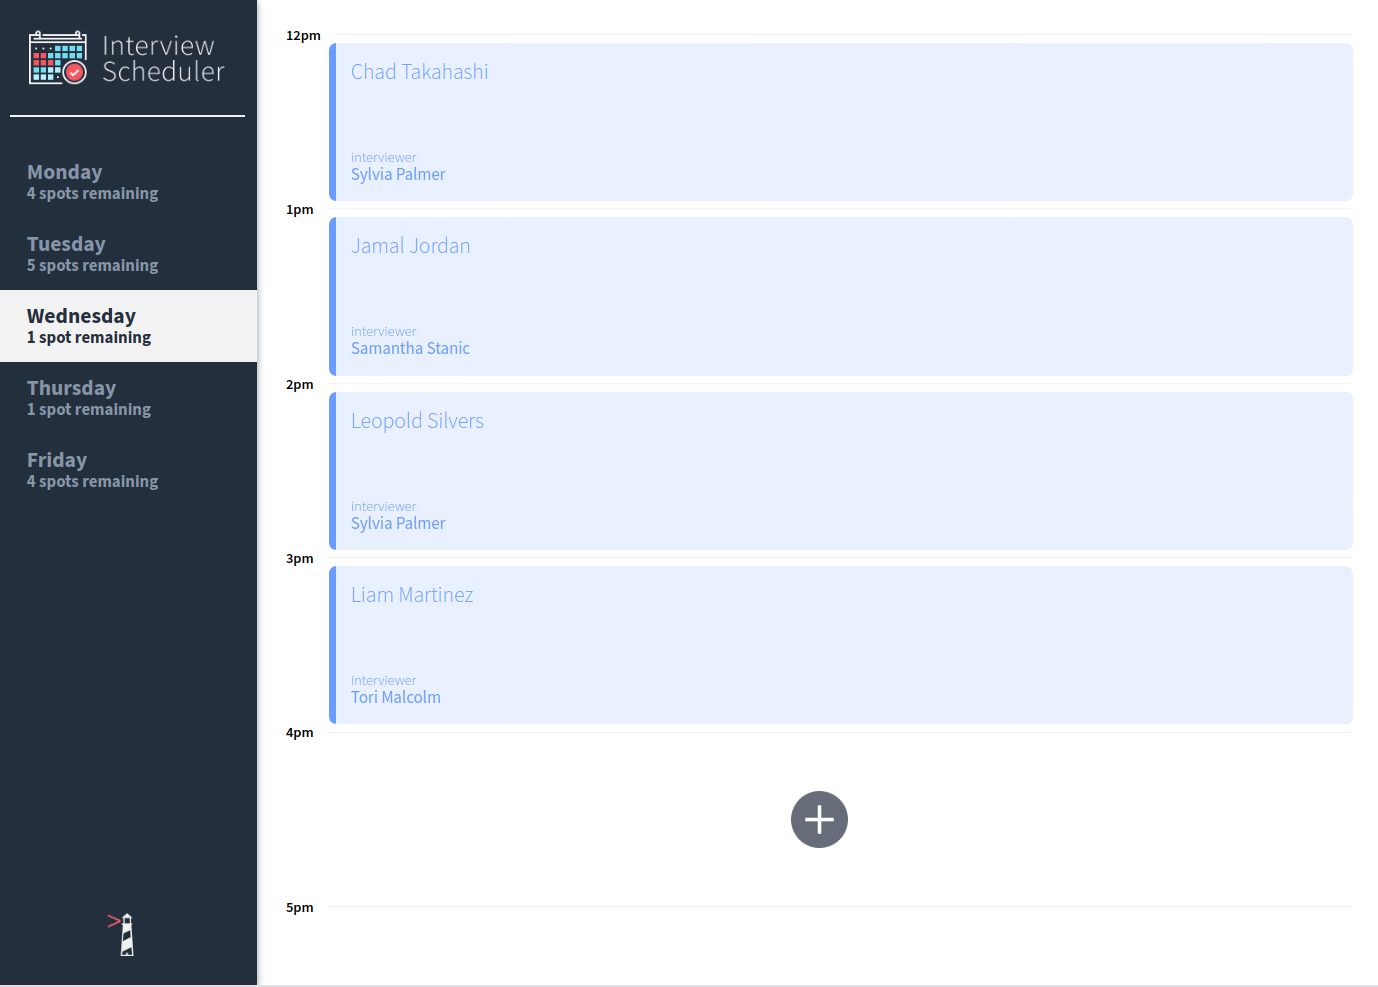 Interview
Scheduler
Monday
4 spots remaining
Tuesday
5 spots remaining
Wednesday
1 spot remaining
Thursday
1 spot remaining
Friday
4 spots remaining
12pm
Chad Takahashi
interviewer
Sylvia Palmer
1pm
Jamal Jordan
interviewer
Samantha Stanic
2pm
Leopold Silvers
interviewer
Sylvia Palmer
3pm
Liam Martinez
interviewer
Tori Malcolm
4pm
5pm